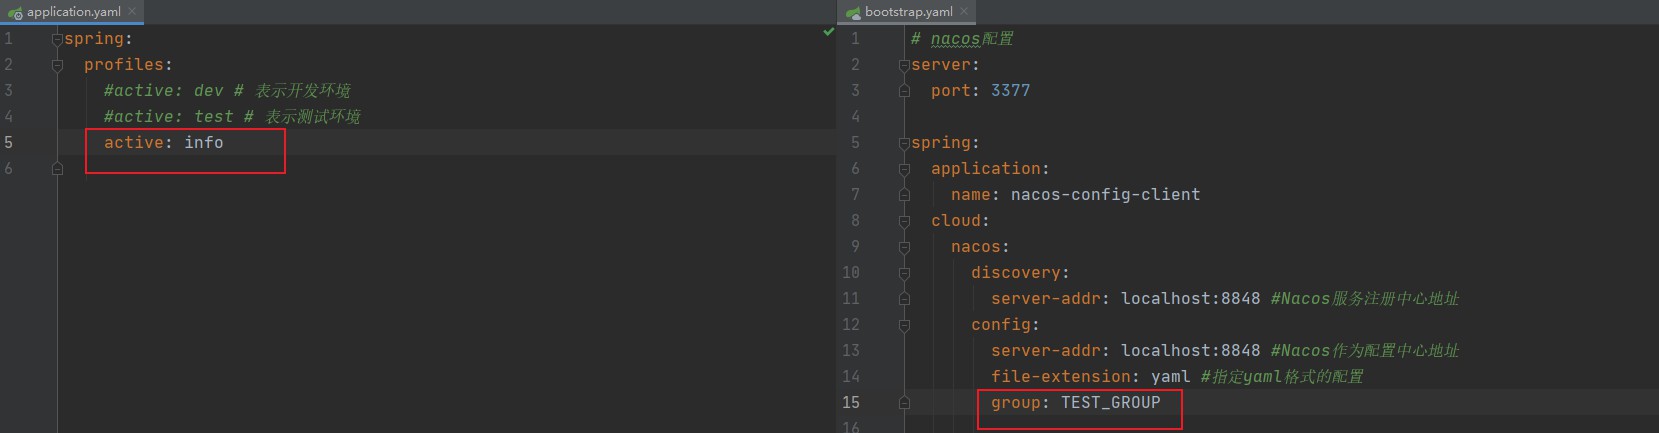 application.yaml
1 spring:
2   profiles:
3     #active: dev # 表示开发环境
4     #active: test # 表示测试环境
5     active: info
6
bootstrap.yaml
1 # nacos配置
2 server:
3   port: 3377
4
5 spring:
6   application:
7     name: nacos-config-client
8   cloud:
9     nacos:
10       discovery:
11         server-addr: localhost:8848 #Nacos服务注册中心地址
12       config:
13         server-addr: localhost:8848 #Nacos作为配置中心地址
14         file-extension: yaml #指定yaml格式的配置
15         group: TEST_GROUP
16